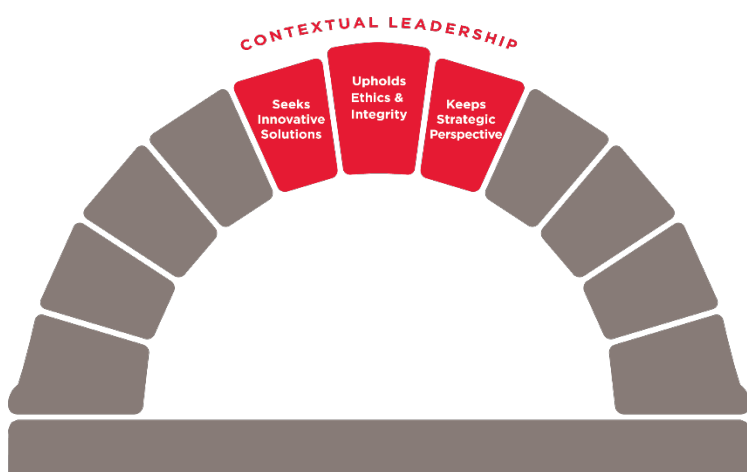 CONTEXTUAL LEADERSHIP
Seeks
Innovative
Solutions
Upholds
Ethics &
Integrity
Keeps
Strategic
Perspective